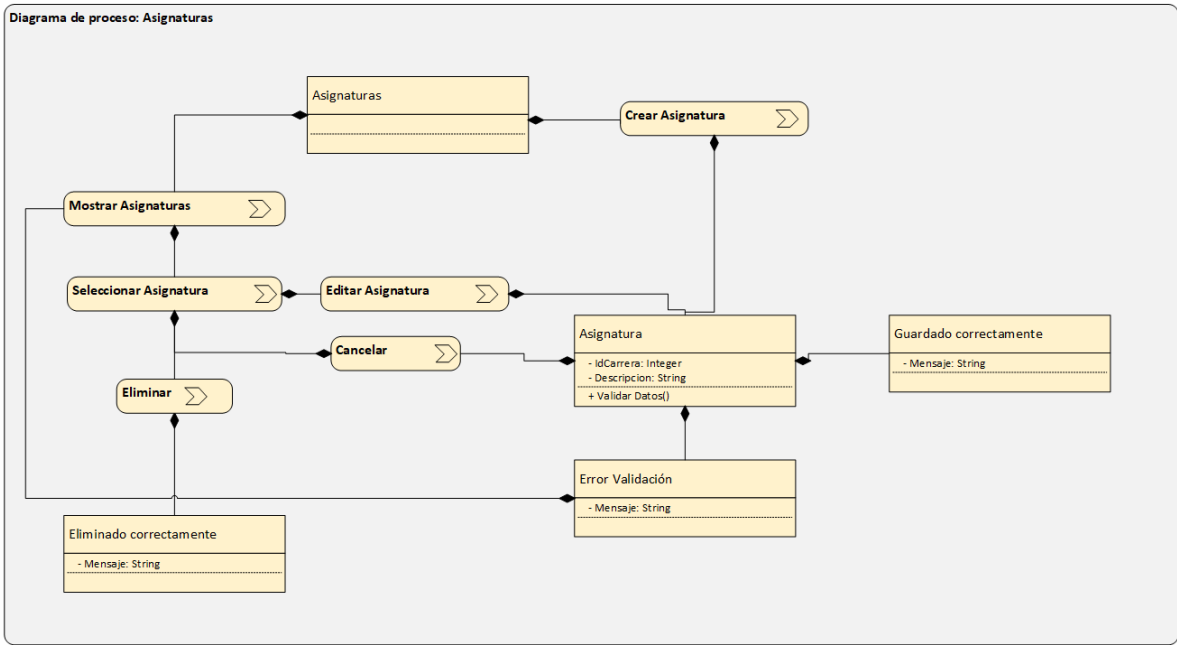 Diagrama de proceso: Asignaturas
Asignaturas
Crear Asignatura
Mostrar Asignaturas
Seleccionar Asignatura
Editar Asignatura
Cancelar
Eliminar
Asignatura
- IdCarrera: Integer
- Descripcion: String
+ Validar Datos()
Guardado correctamente
- Mensaje: String
Error Validación
- Mensaje: String
Eliminado correctamente
- Mensaje: String